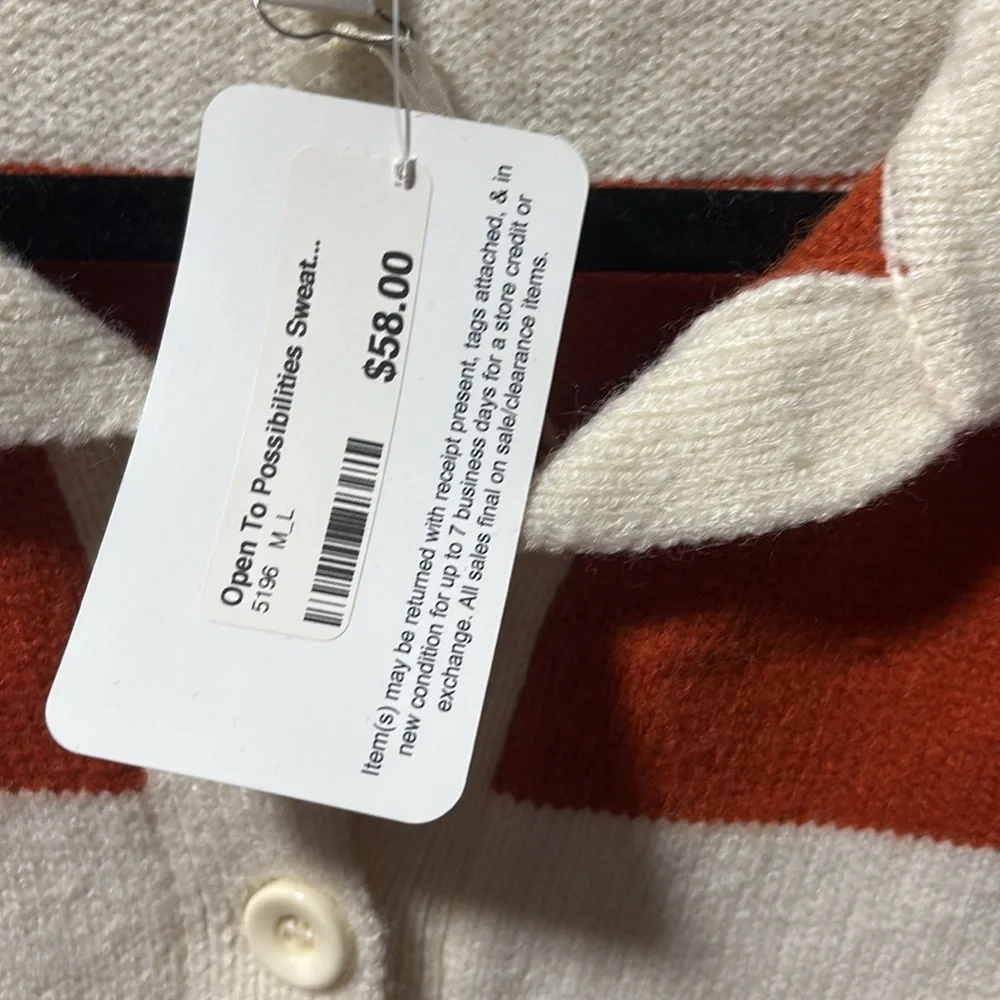 Open To Possibilities Sweat...
5196 M_L
$58.00
Item(s) may be returned with receipt present, tags attached, & in
new condition for up to 7 business days for a store credit or
exchange. All sales final on sale/clearance items.